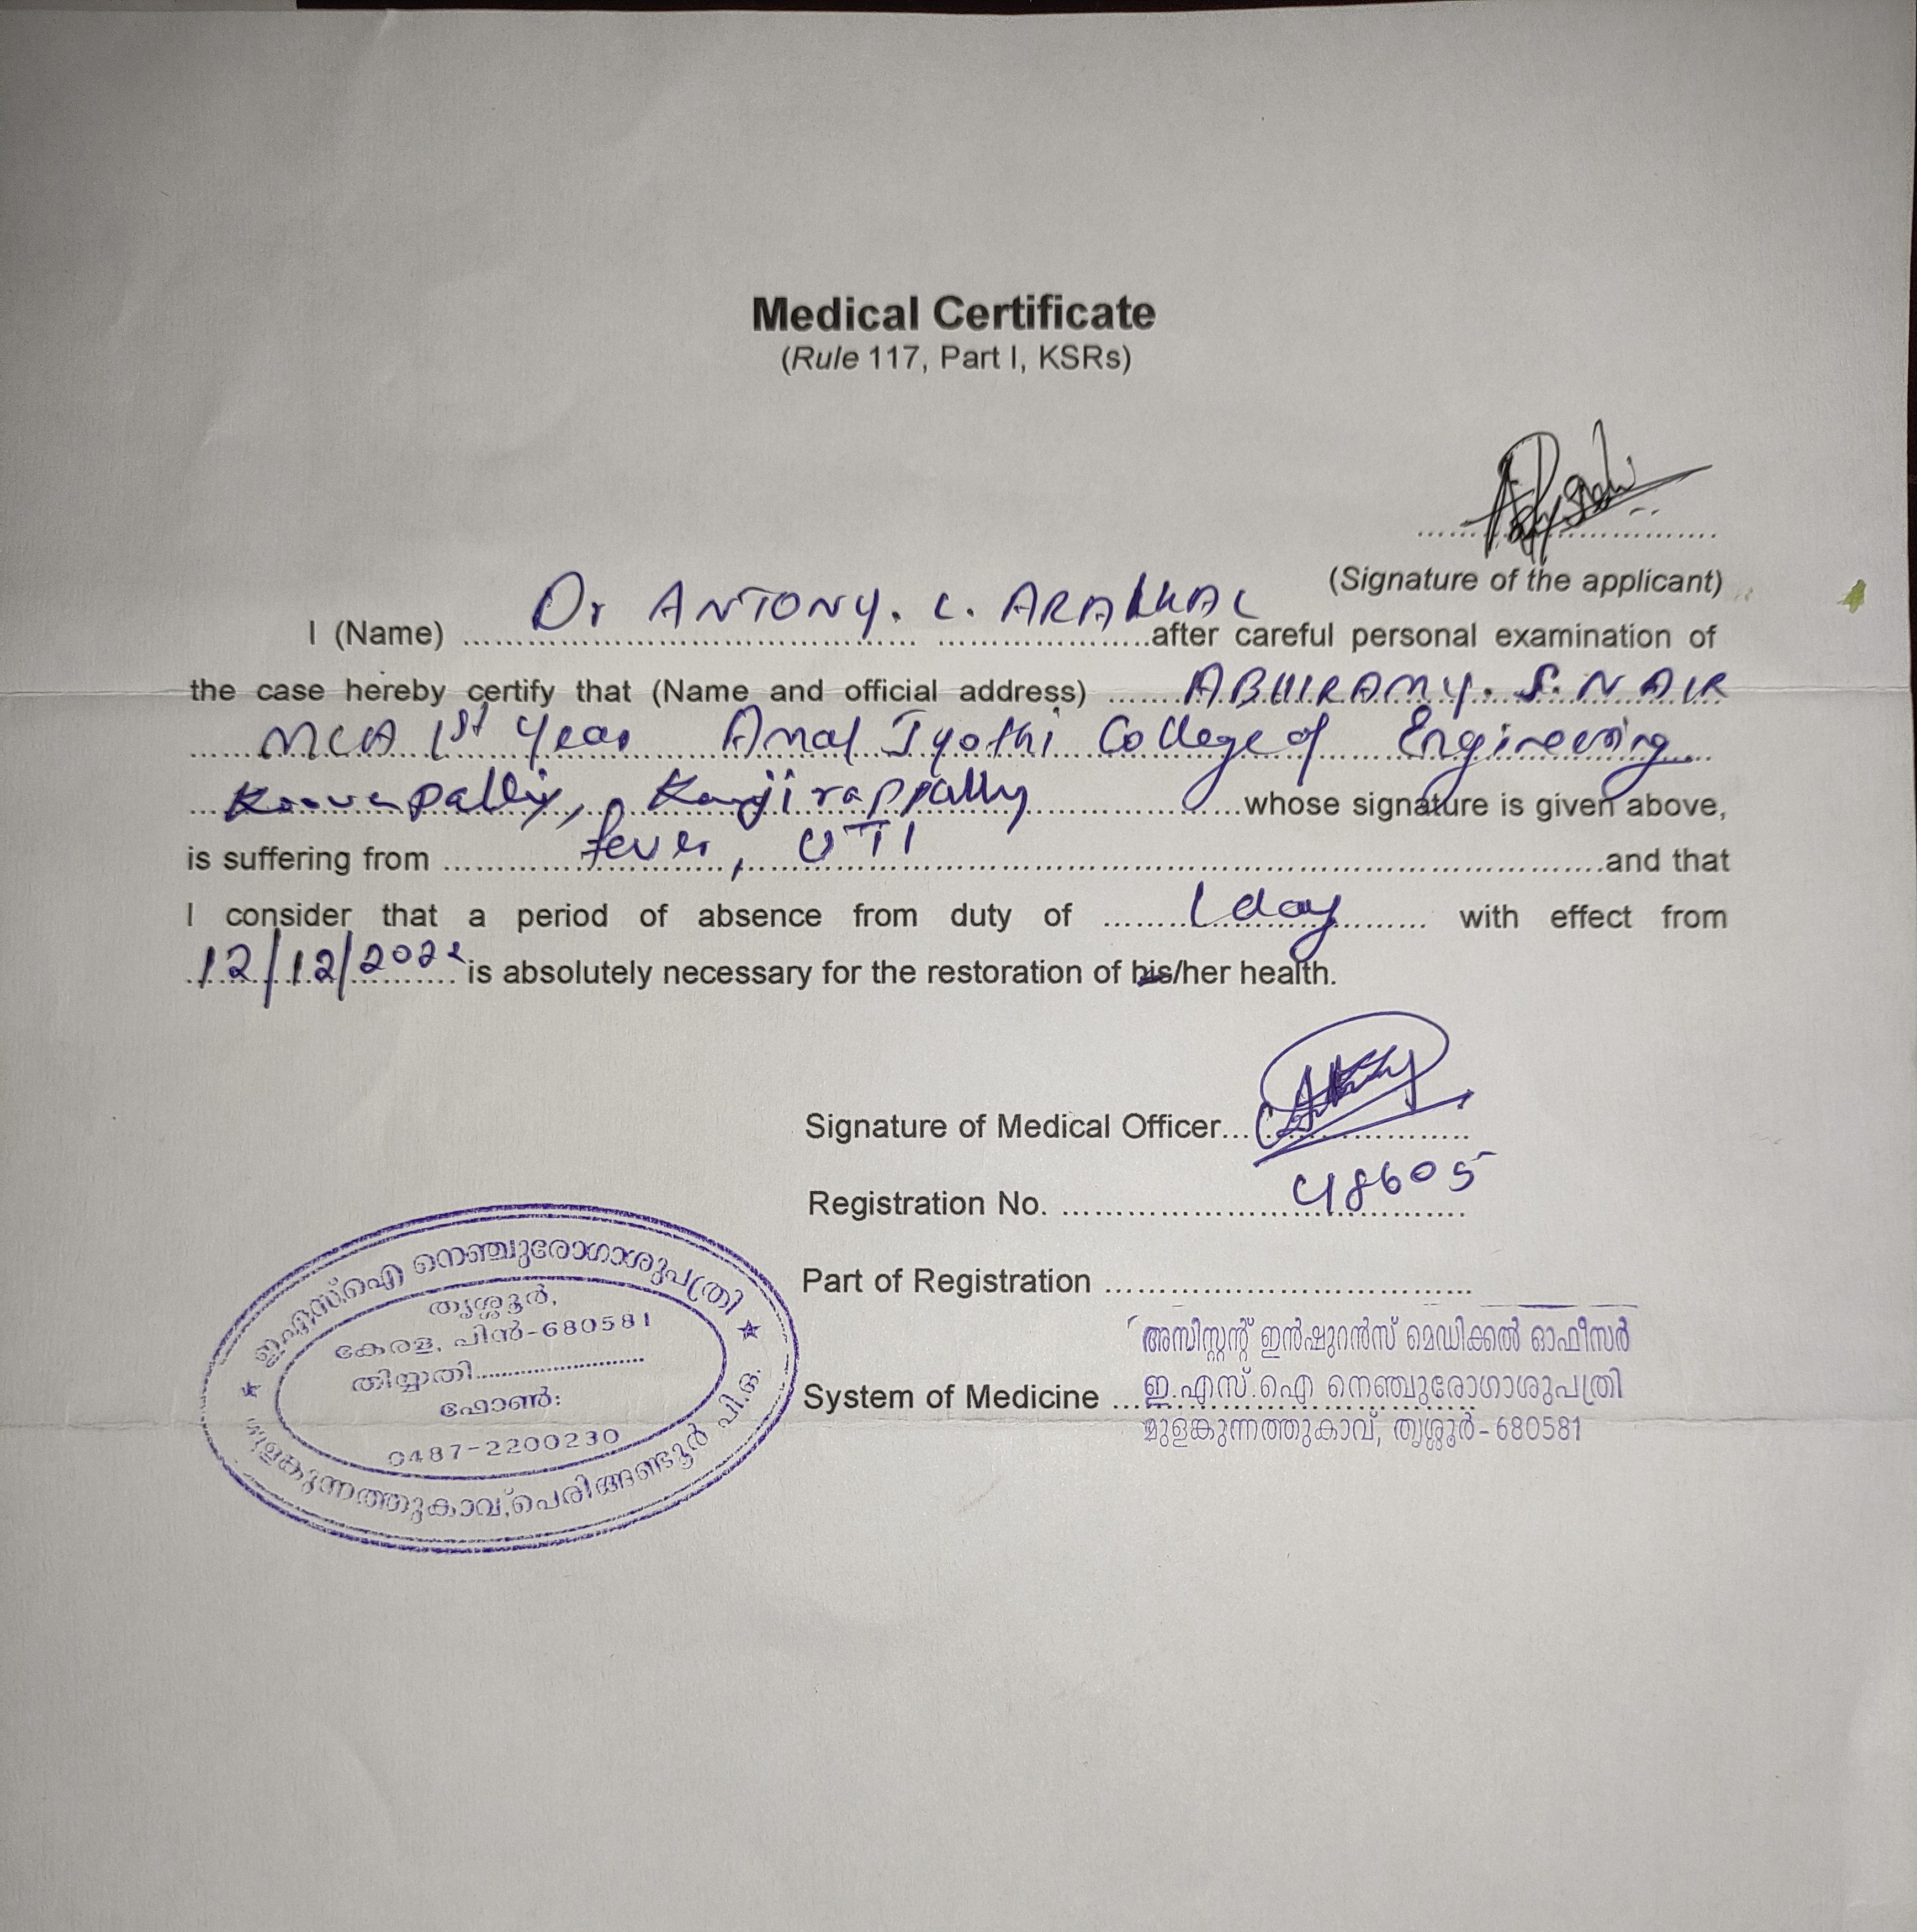 Medical Certificate
(Rule 117, Part I, KSRs)
(Signature of the applicant)
I (Name) Dr ANTONY. C. ARAKKAL after careful personal examination of
the case hereby certify that (Name and official address) ABHIRAMY. S. NAIR
MCA 1st Year Amal Jyothi College of Engineering
Koovapally, Kanjirappally whose signature is given above,
is suffering from fever, UTI and that
I consider that a period of absence from duty of 1 day with effect from
12/12/2022 is absolutely necessary for the restoration of his/her health.
Signature of Medical Officer
Registration No. 48605
Part of Registration
System of Medicine
അസിസ്റ്റന്റ് ഇൻഷുറൻസ് മെഡിക്കൽ ഓഫീസർ
ഇ.എസ്.ഐ നെഞ്ചുരോഗാശുപത്രി
മുളങ്കുന്നത്തുകാവ്, തൃശ്ശൂർ-680581
ഇ.എസ്.ഐ നെഞ്ചുരോഗാശുപത്രി
തൃശ്ശൂർ,
കേരള, പിൻ-680581
തിയ്യതി
ഫോൺ:
0487-2200230
മുളങ്കുന്നത്തുകാവ്, പെരിങ്ങണ്ടൂർ പി.ഒ.